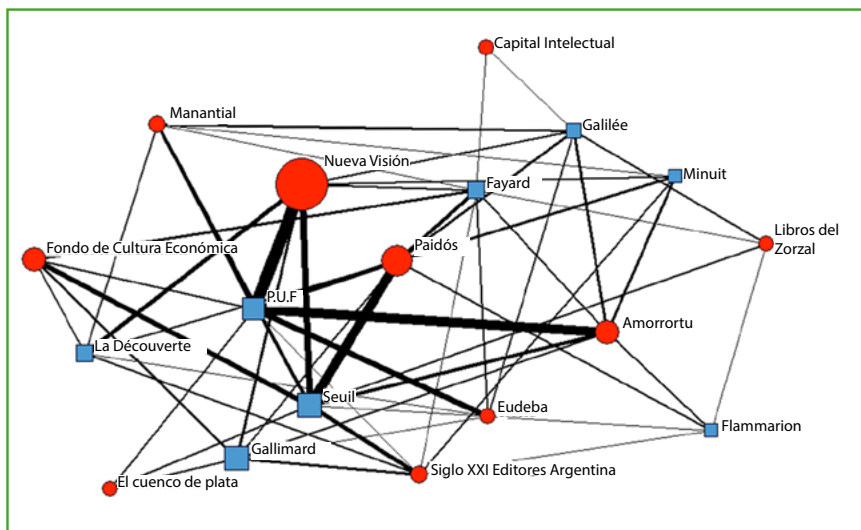 Capital Intelectual
Manantial
Galilée
Nueva Visión
Fayard
Minuit
Libros del
Zorzal
Fondo de Cultura Económica
Paidós
P.U.F
Amorrortu
La Découverte
Seuil
Eudeba
Flammarion
Gallimard
Siglo XXI Editores Argentina
El cuenco de plata